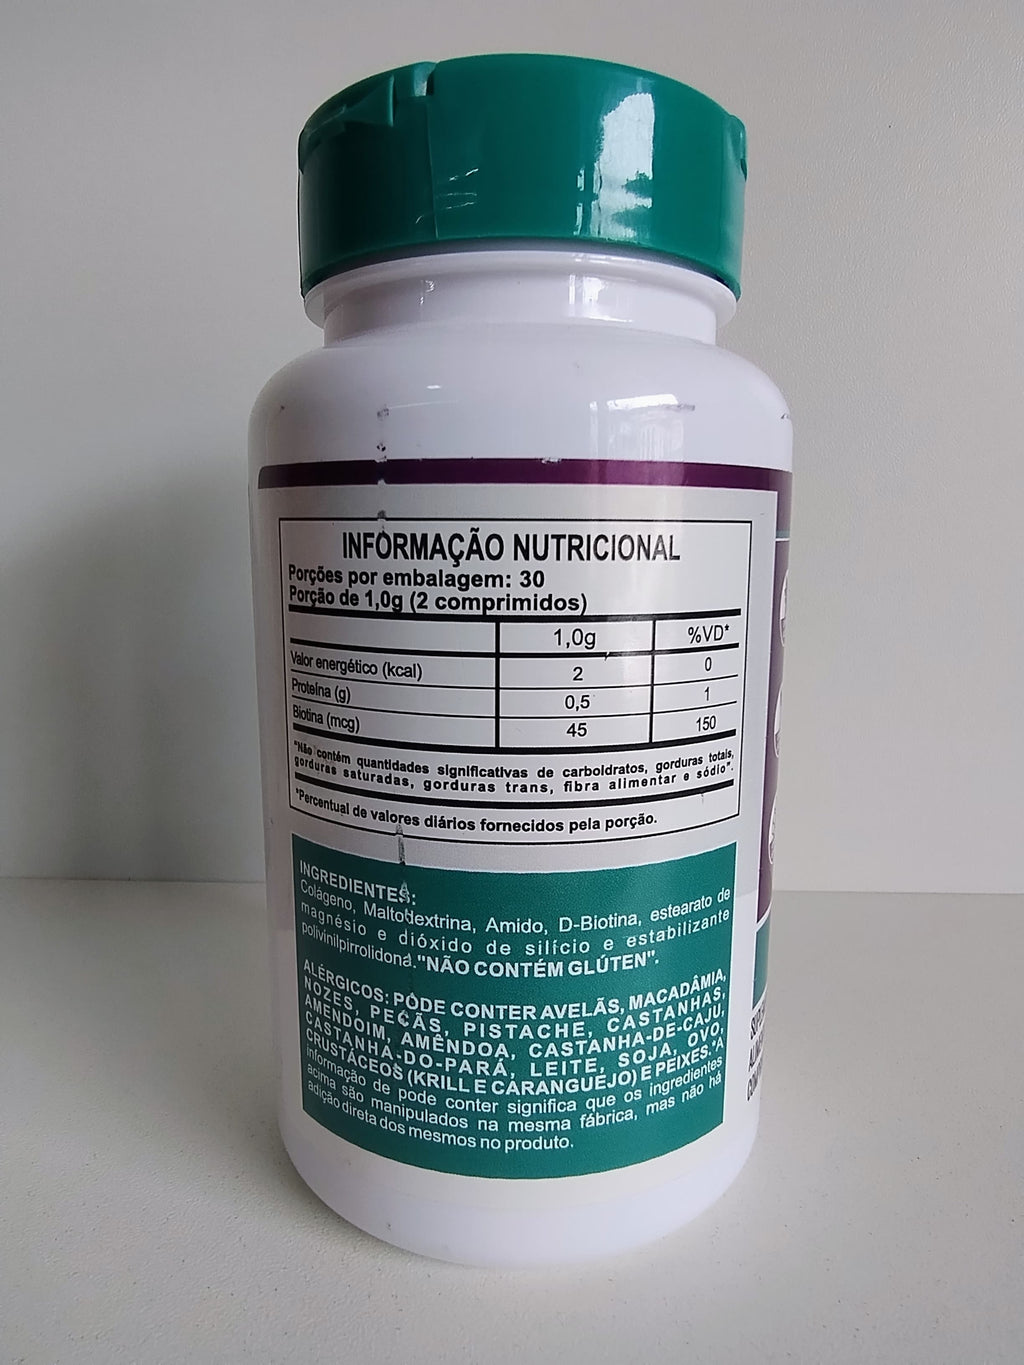 INFORMAÇÃO NUTRICIONAL
Porções por embalagem: 30
Porção de 1,0g (2 comprimidos)
1,0g %VD*
Valor energético (kcal) 2 0
Proteína (g) 0,5 1
Biotina (mcg) 45 150
"Não contém quantidades significativas de carboidratos, gorduras totais,
gorduras saturadas, gorduras trans, fibra alimentar e sódio".
*Percentual de valores diários fornecidos pela porção.
INGREDIENTES:
Colágeno, Maltodextrina, Amido, D-Biotina, estearato de
magnésio e dióxido de silício e estabilizante
polivinilpirrolidona."NÃO CONTÉM GLÚTEN".
ALÉRGICOS: PODE CONTER AVELÃS, MACADÂMIA,
NOZES, PECÃS, PISTACHE, CASTANHAS,
AMENDOIM, AMÊNDOA, CASTANHA-DE-CAJU,
CASTANHA-DO-PARÁ, LEITE, SOJA, OVO,
CRUSTÁCEOS (KRILL E CARANGUEJO) E PEIXES.*A
informação de pode conter significa que os ingredientes
acima são manipulados na mesma fábrica, mas não há
adição direta dos mesmos no produto.